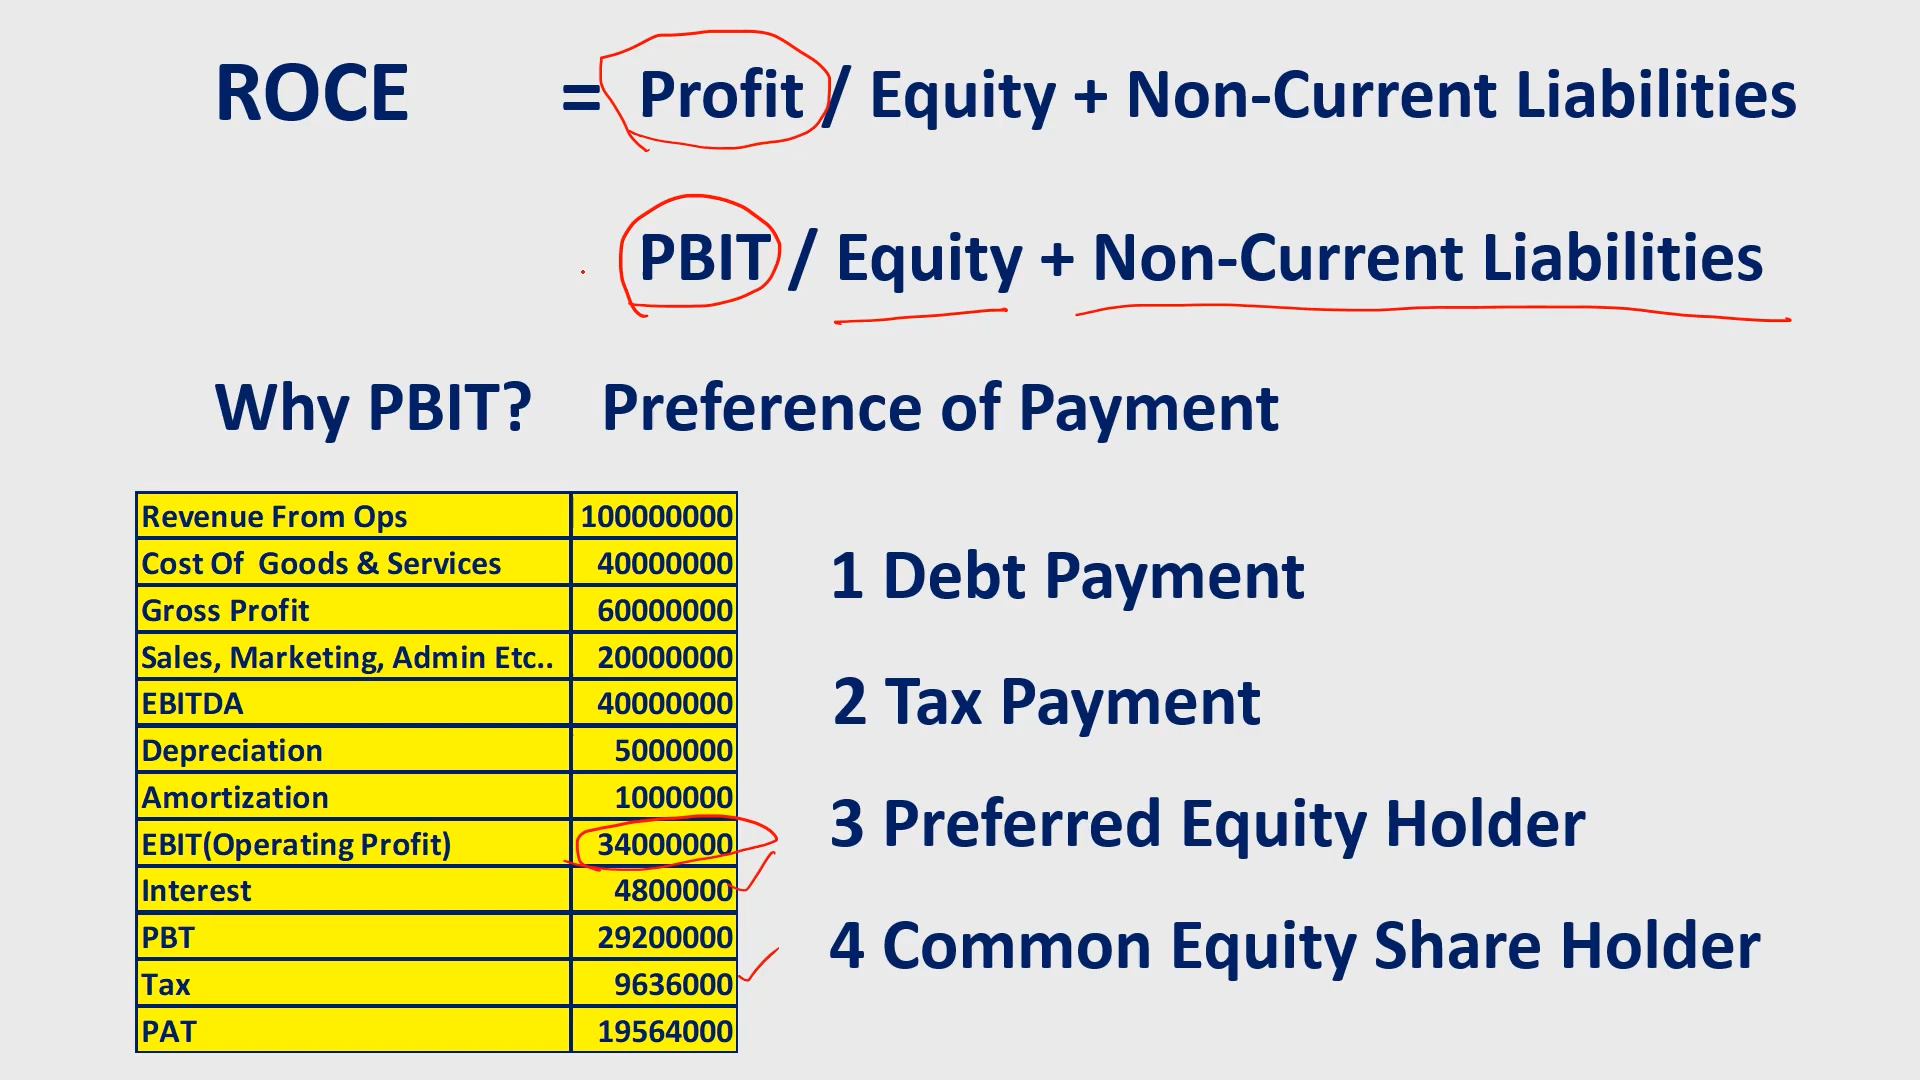 ROCE = Profit / Equity + Non-Current Liabilities
PBIT / Equity + Non-Current Liabilities
Why PBIT? Preference of Payment
Revenue From Ops 100000000
Cost Of Goods & Services 40000000
Gross Profit 60000000
Sales, Marketing, Admin Etc.. 20000000
EBITDA 40000000
Depreciation 5000000
Amortization 1000000
EBIT(Operating Profit) 34000000
Interest 4800000
PBT 29200000
Tax 9636000
PAT 19564000
1 Debt Payment
2 Tax Payment
3 Preferred Equity Holder
4 Common Equity Share Holder